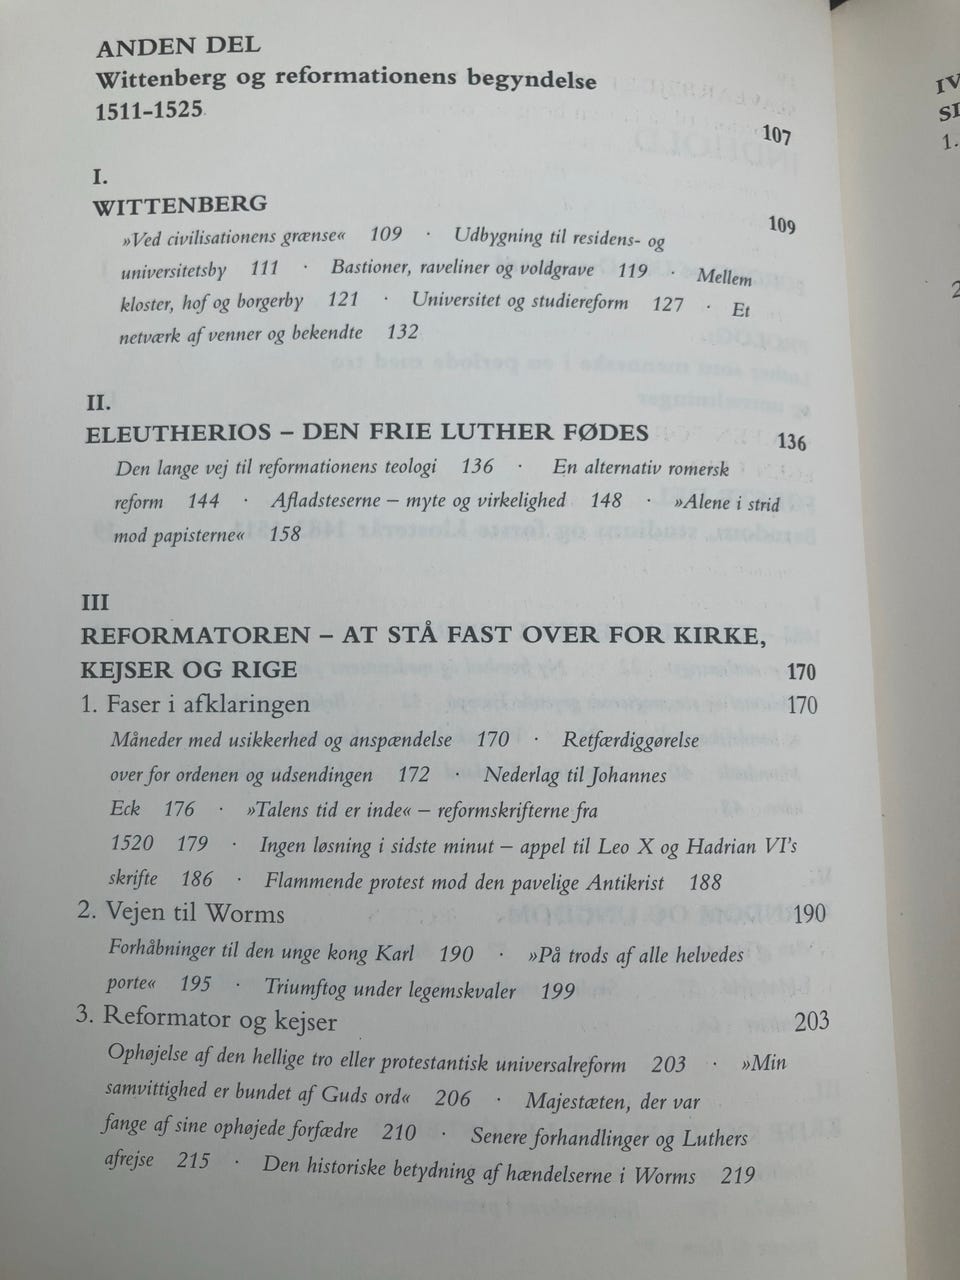 ANDEN DEL
Wittenberg og reformationens begyndelse
1511–1525
107
I.
WITTENBERG
109
»Ved civilisationens grænse« 109 · Udbygning til residens- og
universitetsby 111 · Bastioner, raveliner og voldgrave 119 · Mellem
kloster, hof og borgerby 121 · Universitet og studiereform 127 · Et
netværk af venner og bekendte 132
II.
ELEUTHERIOS – DEN FRIE LUTHER FØDES 136
Den lange vej til reformationens teologi 136 · En alternativ romersk
reform 144 · Afladsteserne – myte og virkelighed 148 · »Alene i strid
mod papisterne« 158
III
REFORMATOREN – AT STÅ FAST OVER FOR KIRKE,
KEJSER OG RIGE 170
1. Faser i afklaringen 170
Måneder med usikkerhed og anspændelse 170 · Retfærdiggørelse
over for ordenen og udsendingen 172 · Nederlag til Johannes
Eck 176 · »Talens tid er inde« – reformskrifterne fra
1520 179 · Ingen løsning i sidste minut – appel til Leo X og Hadrian VI's
skrifte 186 · Flammende protest mod den pavelige Antikrist 188
2. Vejen til Worms 190
Forhåbninger til den unge kong Karl 190 · »På trods af alle helvedes
porte« 195 · Triumftog under legemskvaler 199
3. Reformator og kejser 203
Ophøjelse af den hellige tro eller protestantisk universalreform 203 · »Min
samvittighed er bundet af Guds ord« 206 · Majestæten, der var
fange af sine ophøjede forfædre 210 · Senere forhandlinger og Luthers
afrejse 215 · Den historiske betydning af hændelserne i Worms 219
IV
1.
2